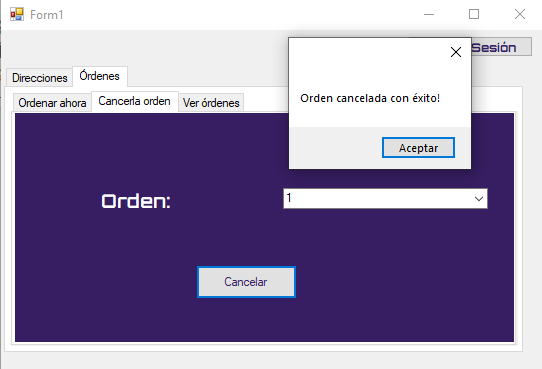 Form1
Sesión
Direcciones
Órdenes
Ordenar ahora
Cancerla orden
Ver órdenes
Orden cancelada con éxito!
Aceptar
Orden:
1
Cancelar